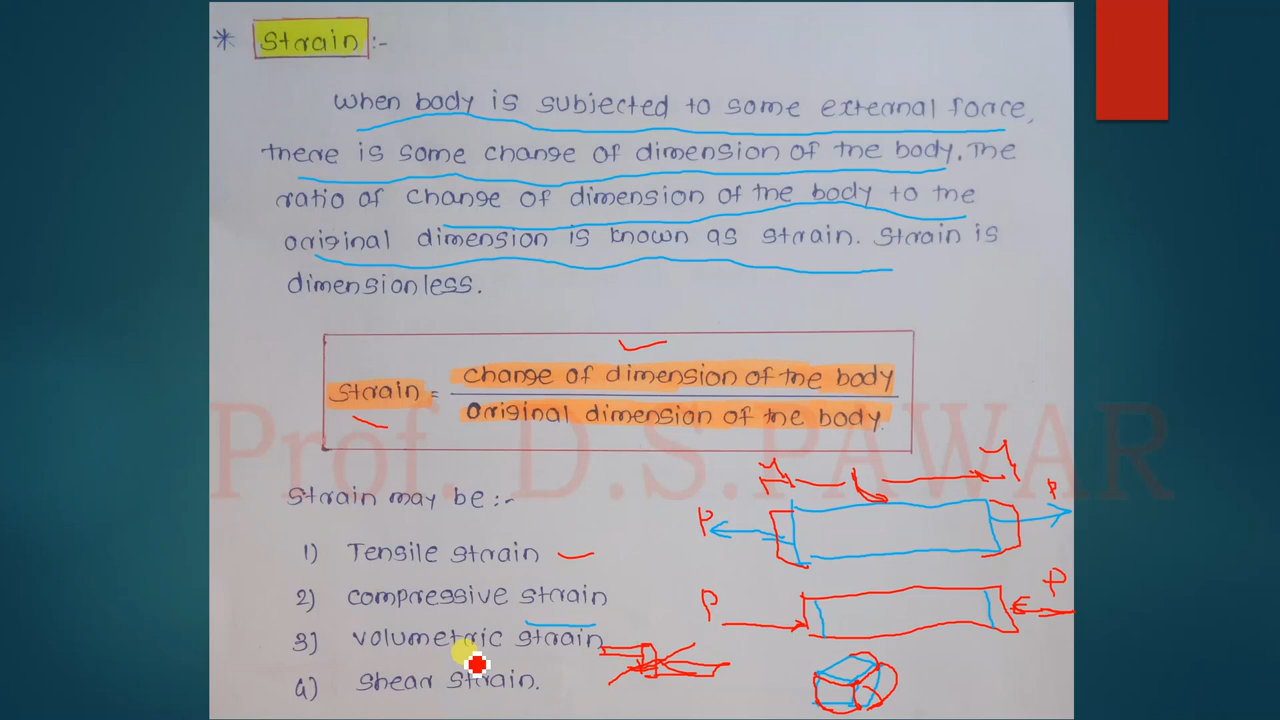 * Strain :-
When body is subjected to some external force,
there is some change of dimension of the body. The
ratio of change of dimension of the body to the
original dimension is known as strain. Strain is
dimensionless.
Strain = change of dimension of the body
Original dimension of the body.
Prof. D.S.PAWAR
Strain may be :-
1) Tensile strain
2) compressive strain
3) volumetric strain
4) shear strain.
L
P P
P P